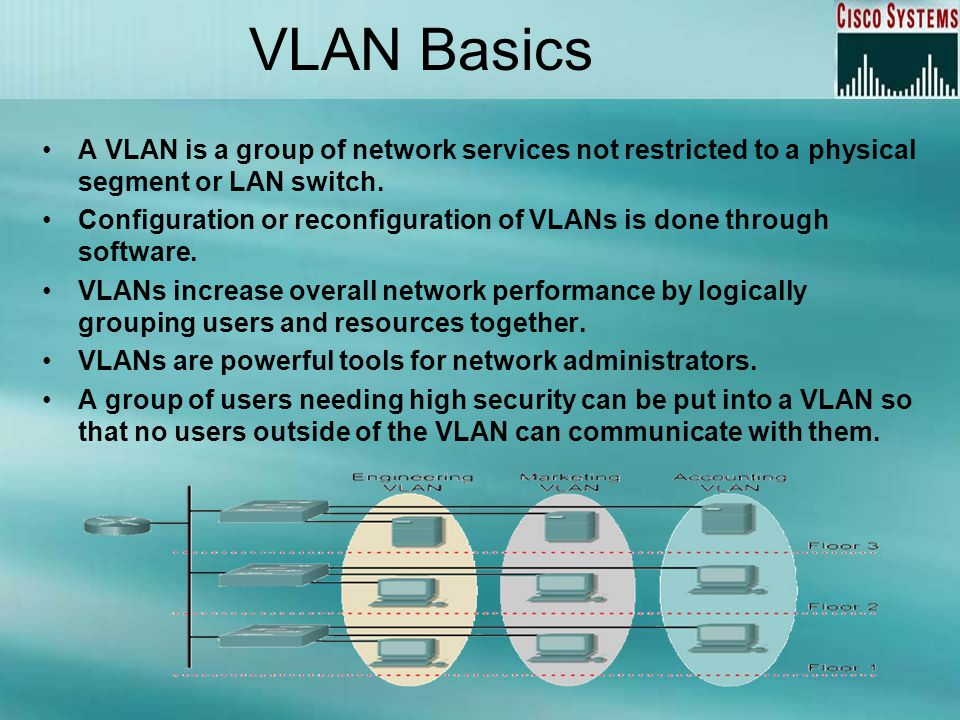 VLAN Basics
CISCO SYSTEMS
• A VLAN is a group of network services not restricted to a physical
segment or LAN switch.
• Configuration or reconfiguration of VLANs is done through
software.
• VLANs increase overall network performance by logically
grouping users and resources together.
• VLANs are powerful tools for network administrators.
• A group of users needing high security can be put into a VLAN so
that no users outside of the VLAN can communicate with them.
Engineering
VLAN
Marketing
VLAN
Accounting
VLAN
Floor 3
Floor 2
Floor 1